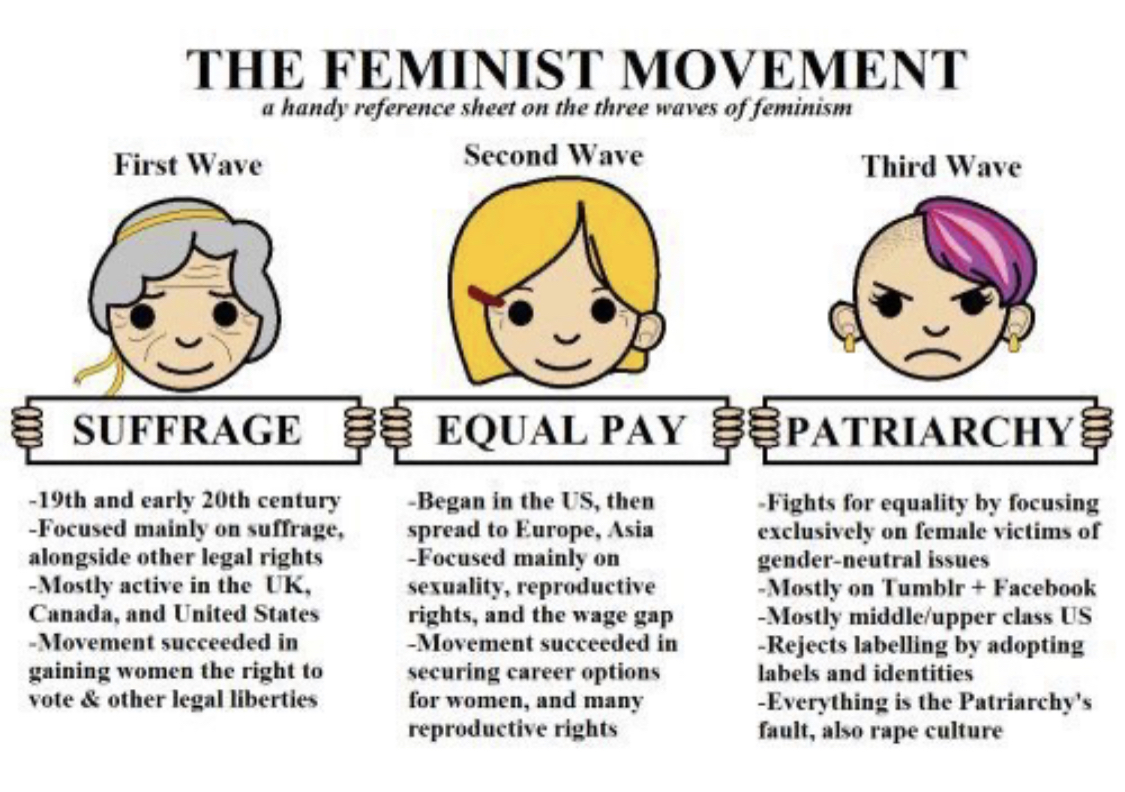 THE FEMINIST MOVEMENT
a handy reference sheet on the three waves of feminism
First Wave
SUFFRAGE
-19th and early 20th century
-Focused mainly on suffrage,
alongside other legal rights
-Mostly active in the UK,
Canada, and United States
-Movement succeeded in
gaining women the right to
vote & other legal liberties
Second Wave
EQUAL PAY
-Began in the US, then
spread to Europe, Asia
-Focused mainly on
sexuality, reproductive
rights, and the wage gap
-Movement succeeded in
securing career options
for women, and many
reproductive rights
Third Wave
PATRIARCHY
-Fights for equality by focusing
exclusively on female victims of
gender-neutral issues
-Mostly on Tumblr + Facebook
-Mostly middle/upper class US
-Rejects labelling by adopting
labels and identities
-Everything is the Patriarchy's
fault, also rape culture